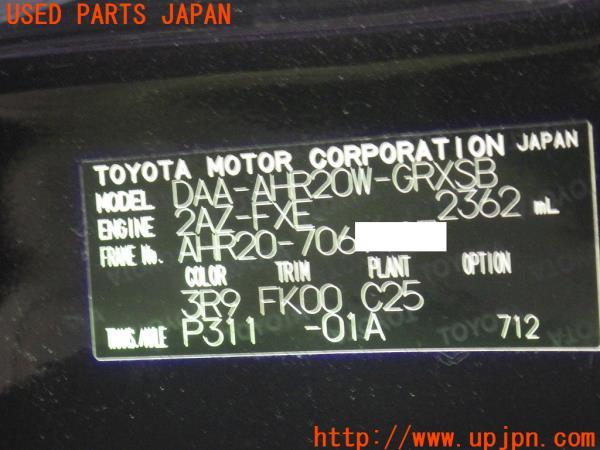 USED PARTS JAPAN
TOYOTA MOTOR CORPORATION JAPAN
MODEL DAA-AHR20W-GRXSB
ENGINE 2AZ-FXE 2362 mL
FRAME No. AHR20-706
COLOR TRIM PLANT OPTION
3R9 FK00 C25
TRANS./AXLE P311 -01A 712
http://www.upjpn.com/